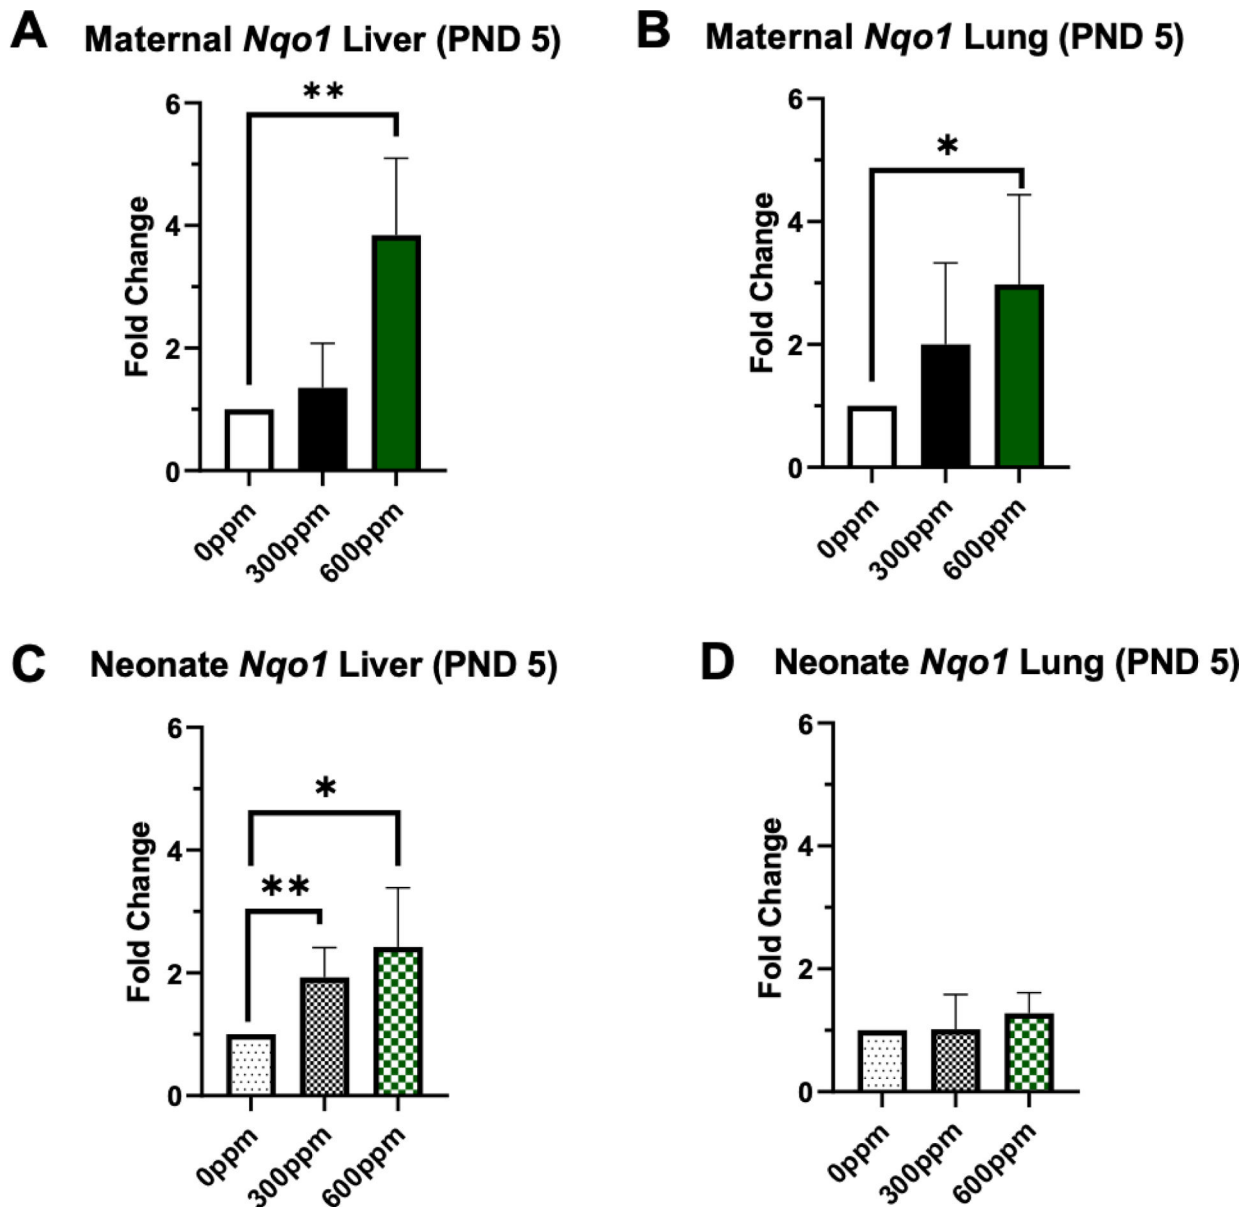 A Maternal Nqo1 Liver (PND 5)
**
6
4
2
0
Fold Change
0ppm
300ppm
600ppm
B Maternal Nqo1 Lung (PND 5)
*
6
4
2
0
Fold Change
0ppm
300ppm
600ppm
C Neonate Nqo1 Liver (PND 5)
*
**
6
4
2
0
Fold Change
0ppm
300ppm
600ppm
D Neonate Nqo1 Lung (PND 5)
6
4
2
0
Fold Change
0ppm
300ppm
600ppm